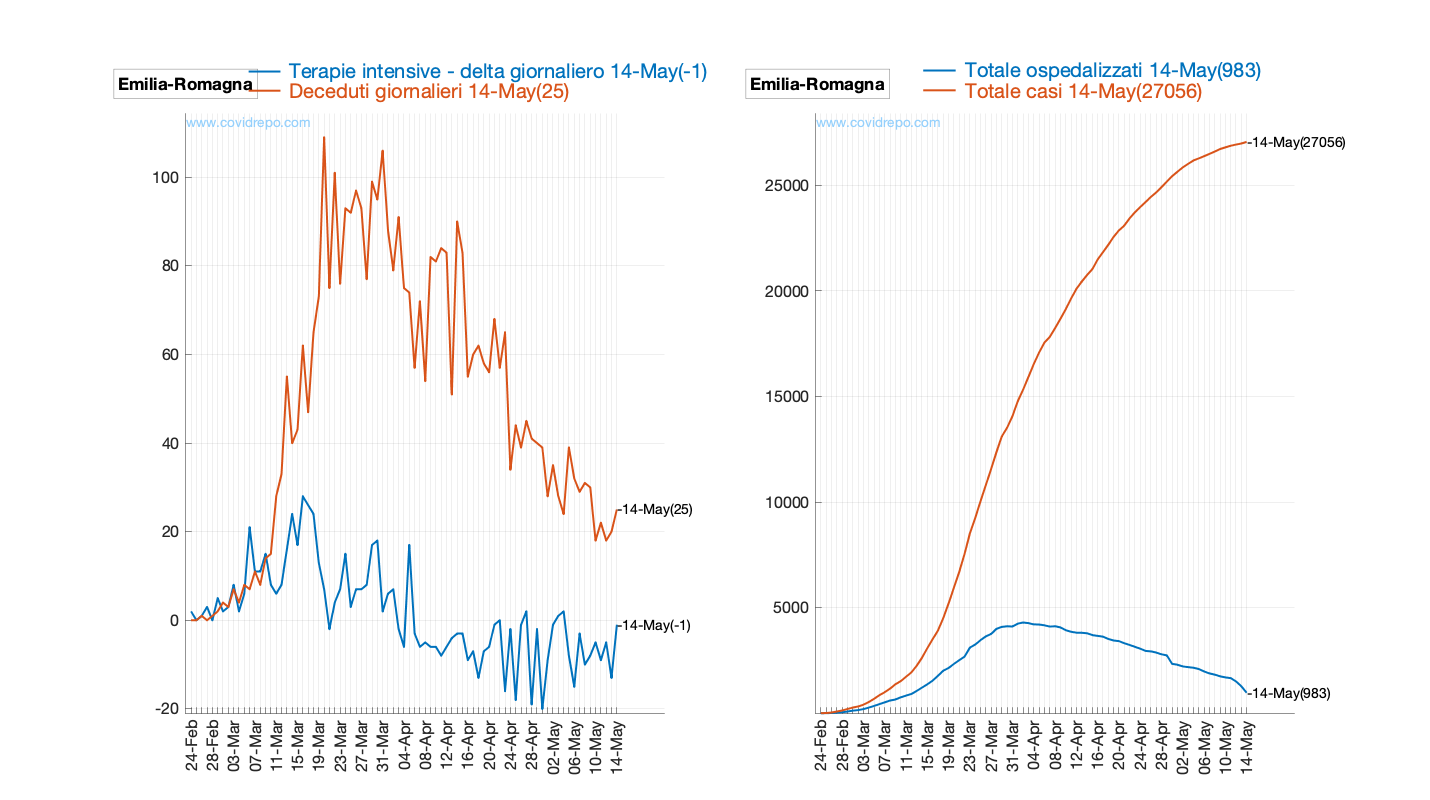 Emilia-Romagna
Terapie intensive - delta giornaliero 14-May(-1)
Deceduti giornalieri 14-May(25)
www.covidrepo.com
100
80
60
40
20
0
-20
14-May(25)
14-May(-1)
24-Feb
28-Feb
03-Mar
07-Mar
11-Mar
15-Mar
19-Mar
23-Mar
27-Mar
31-Mar
04-Apr
08-Apr
12-Apr
16-Apr
20-Apr
24-Apr
28-Apr
02-May
06-May
10-May
14-May
Emilia-Romagna
Totale ospedalizzati 14-May(983)
Totale casi 14-May(27056)
www.covidrepo.com
25000
20000
15000
10000
5000
14-May(27056)
14-May(983)
24-Feb
28-Feb
03-Mar
07-Mar
11-Mar
15-Mar
19-Mar
23-Mar
27-Mar
31-Mar
04-Apr
08-Apr
12-Apr
16-Apr
20-Apr
24-Apr
28-Apr
02-May
06-May
10-May
14-May